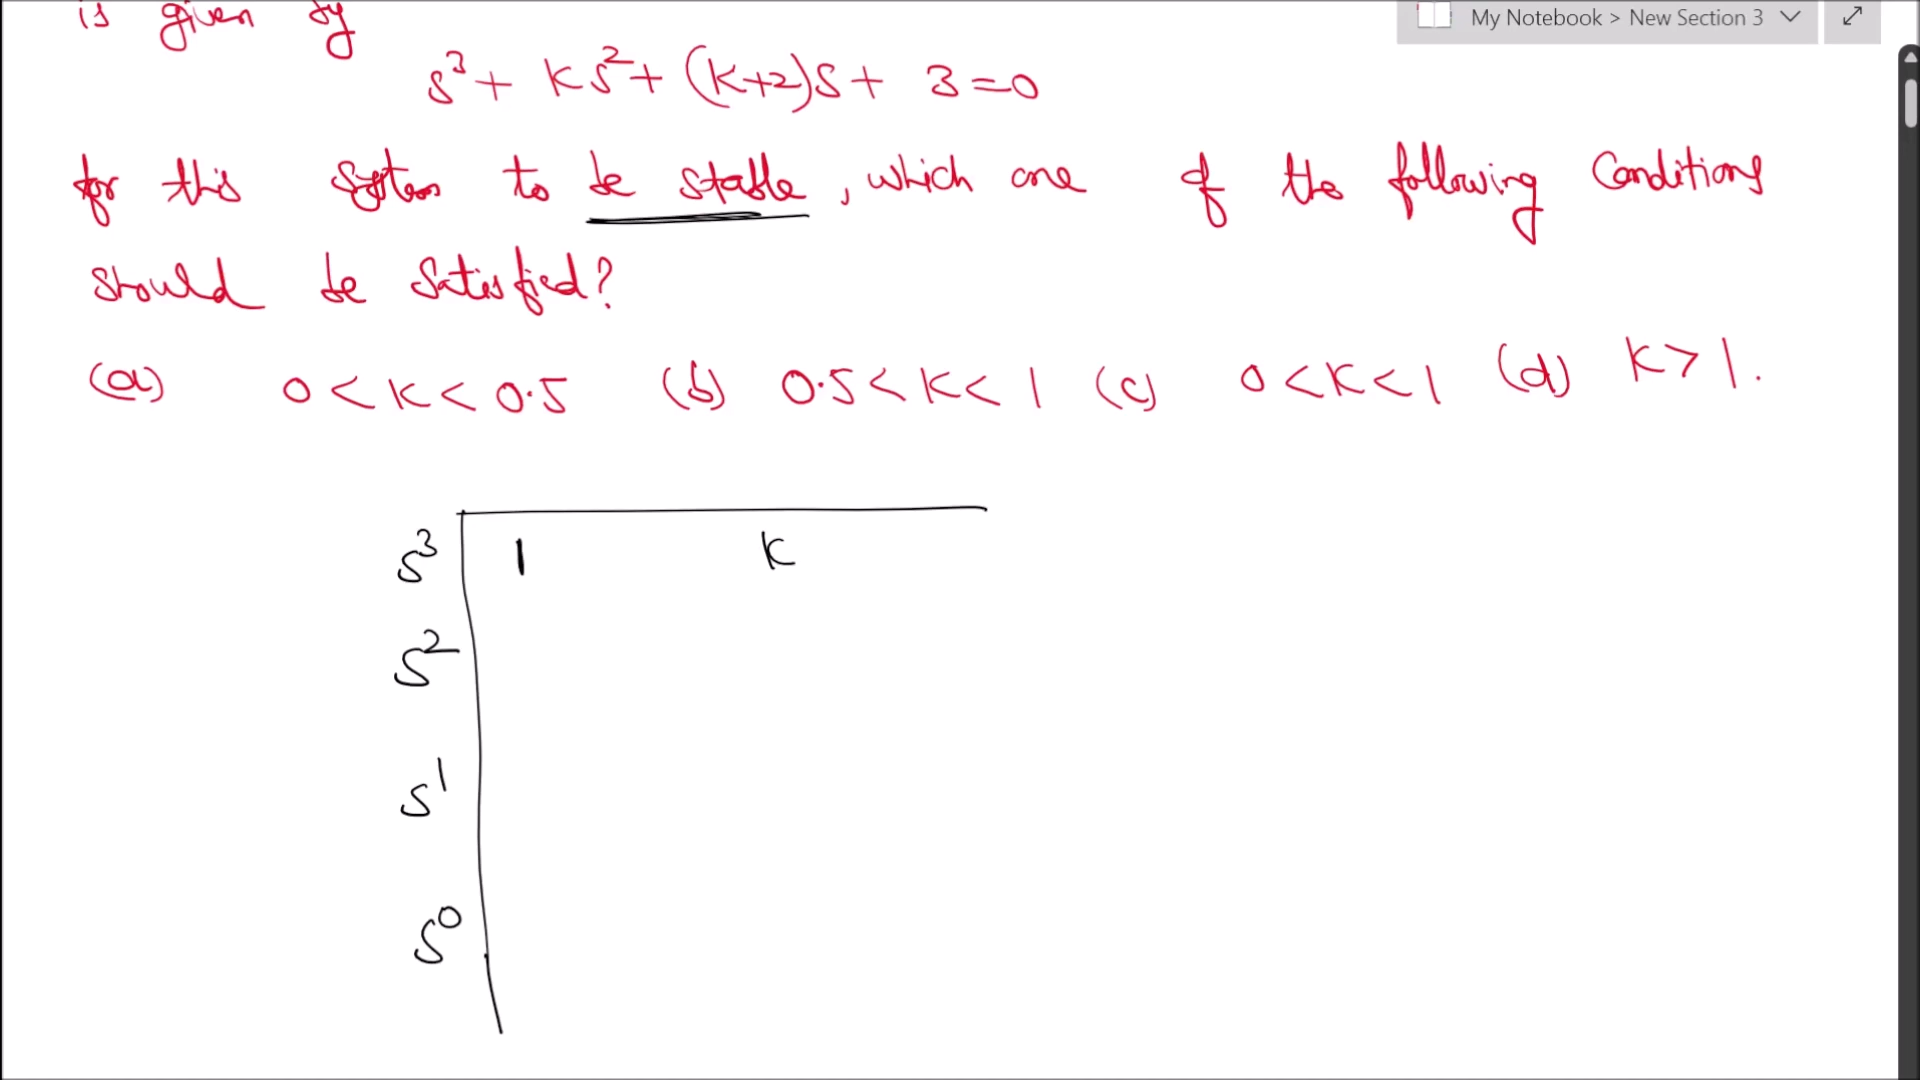 is given by
My Notebook > New Section 3
s³ + ks² + (k+2)s + 3 = 0
for this system to be stable, which one of the following conditions
should be satisfied?
(a) 0 < k < 0.5 (b) 0.5 < k < 1 (c) 0 < k < 1 (d) k > 1.
s³ 1 k
s²
s¹
s⁰